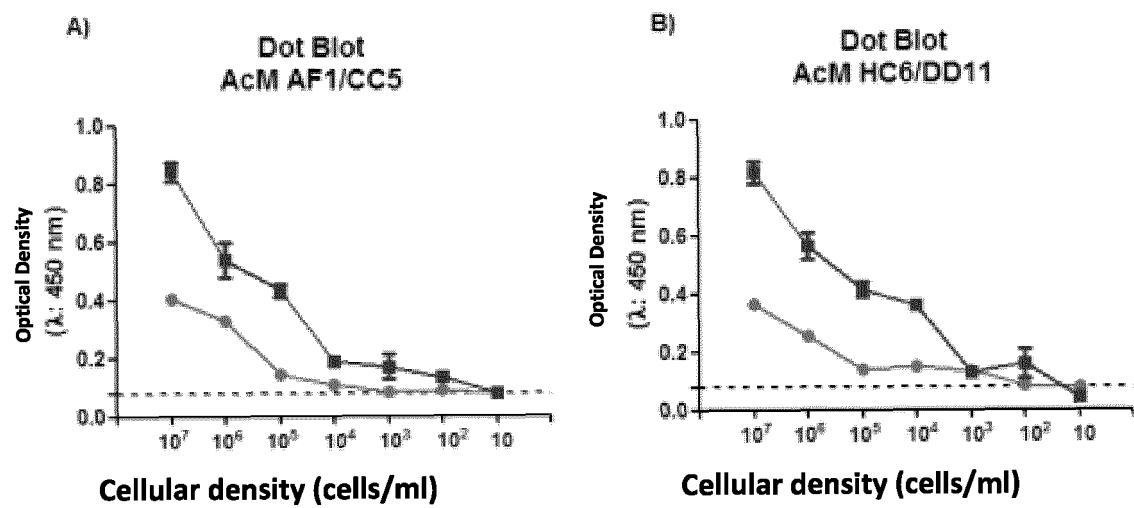 A)
Dot Blot
AcM AF1/CC5
Optical Density
(λ: 450 nm)
1.0
0.8
0.6
0.4
0.2
0.0
10⁷ 10⁶ 10⁵ 10⁴ 10³ 10² 10
Cellular density (cells/ml)
B)
Dot Blot
AcM HC6/DD11
Optical Density
(λ: 450 nm)
1.0
0.8
0.6
0.4
0.2
0.0
10⁷ 10⁶ 10⁵ 10⁴ 10³ 10² 10
Cellular density (cells/ml)